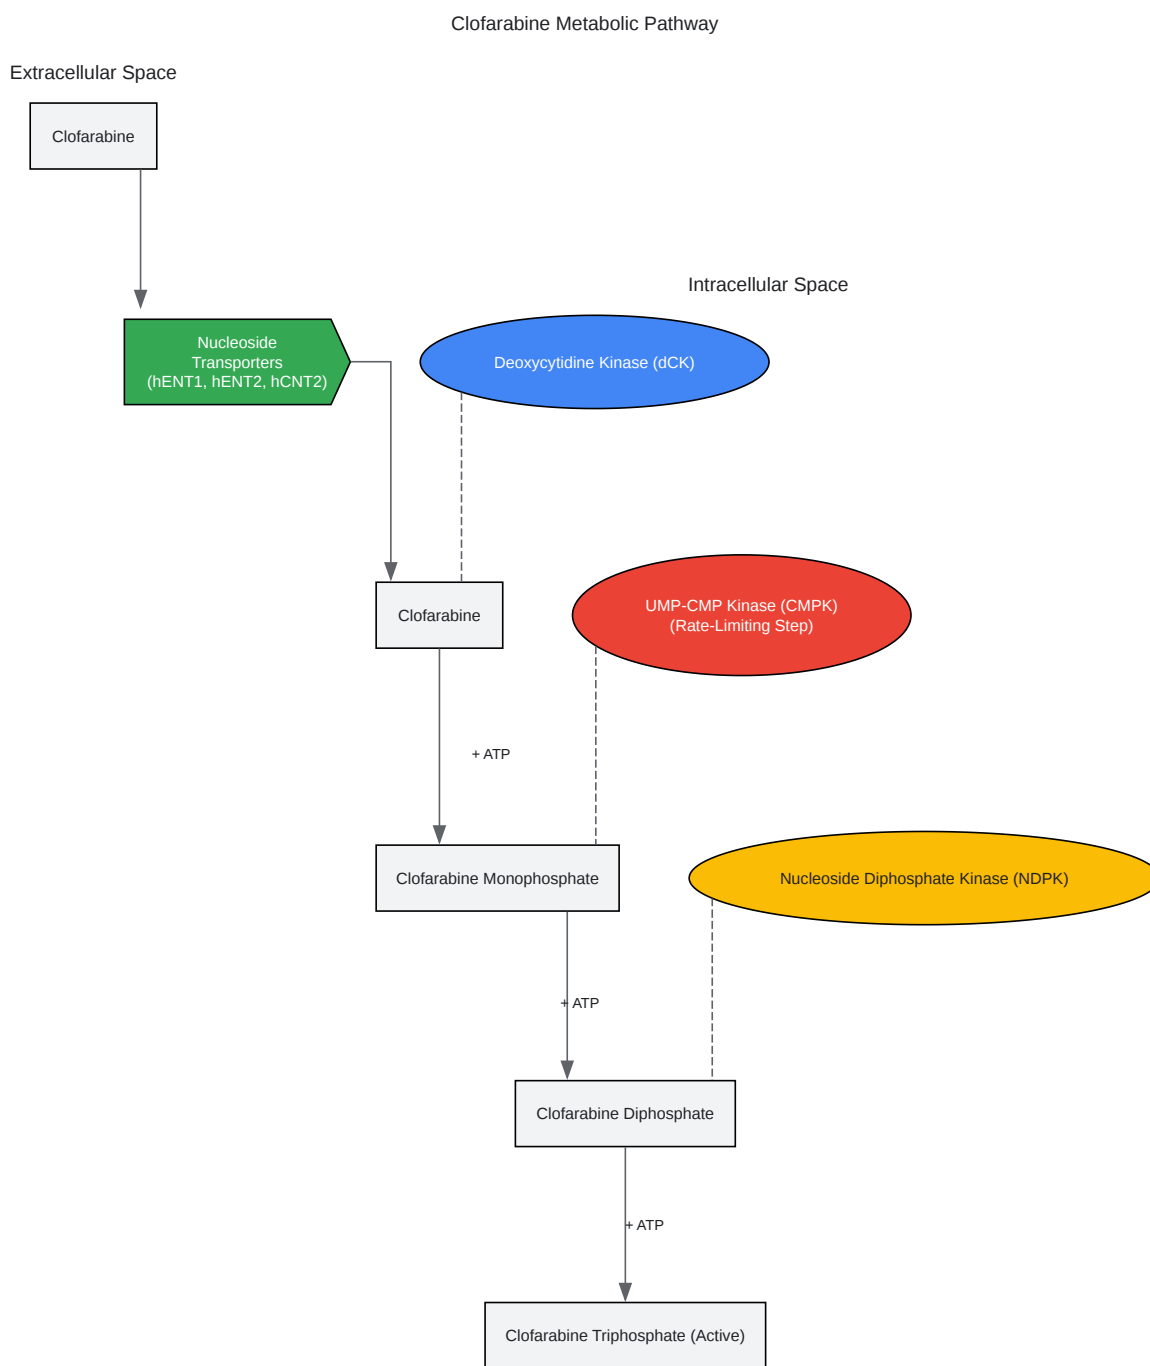 Clofarabine Metabolic Pathway
Extracellular Space
Clofarabine
Intracellular Space
Nucleoside
Transporters
(hENT1, hENT2, hCNT2)
Deoxycytidine Kinase (dCK)
Clofarabine
UMP-CMP Kinase (CMPK)
(Rate-Limiting Step)
+ ATP
Clofarabine Monophosphate
Nucleoside Diphosphate Kinase (NDPK)
+ ATP
Clofarabine Diphosphate
+ ATP
Clofarabine Triphosphate (Active)